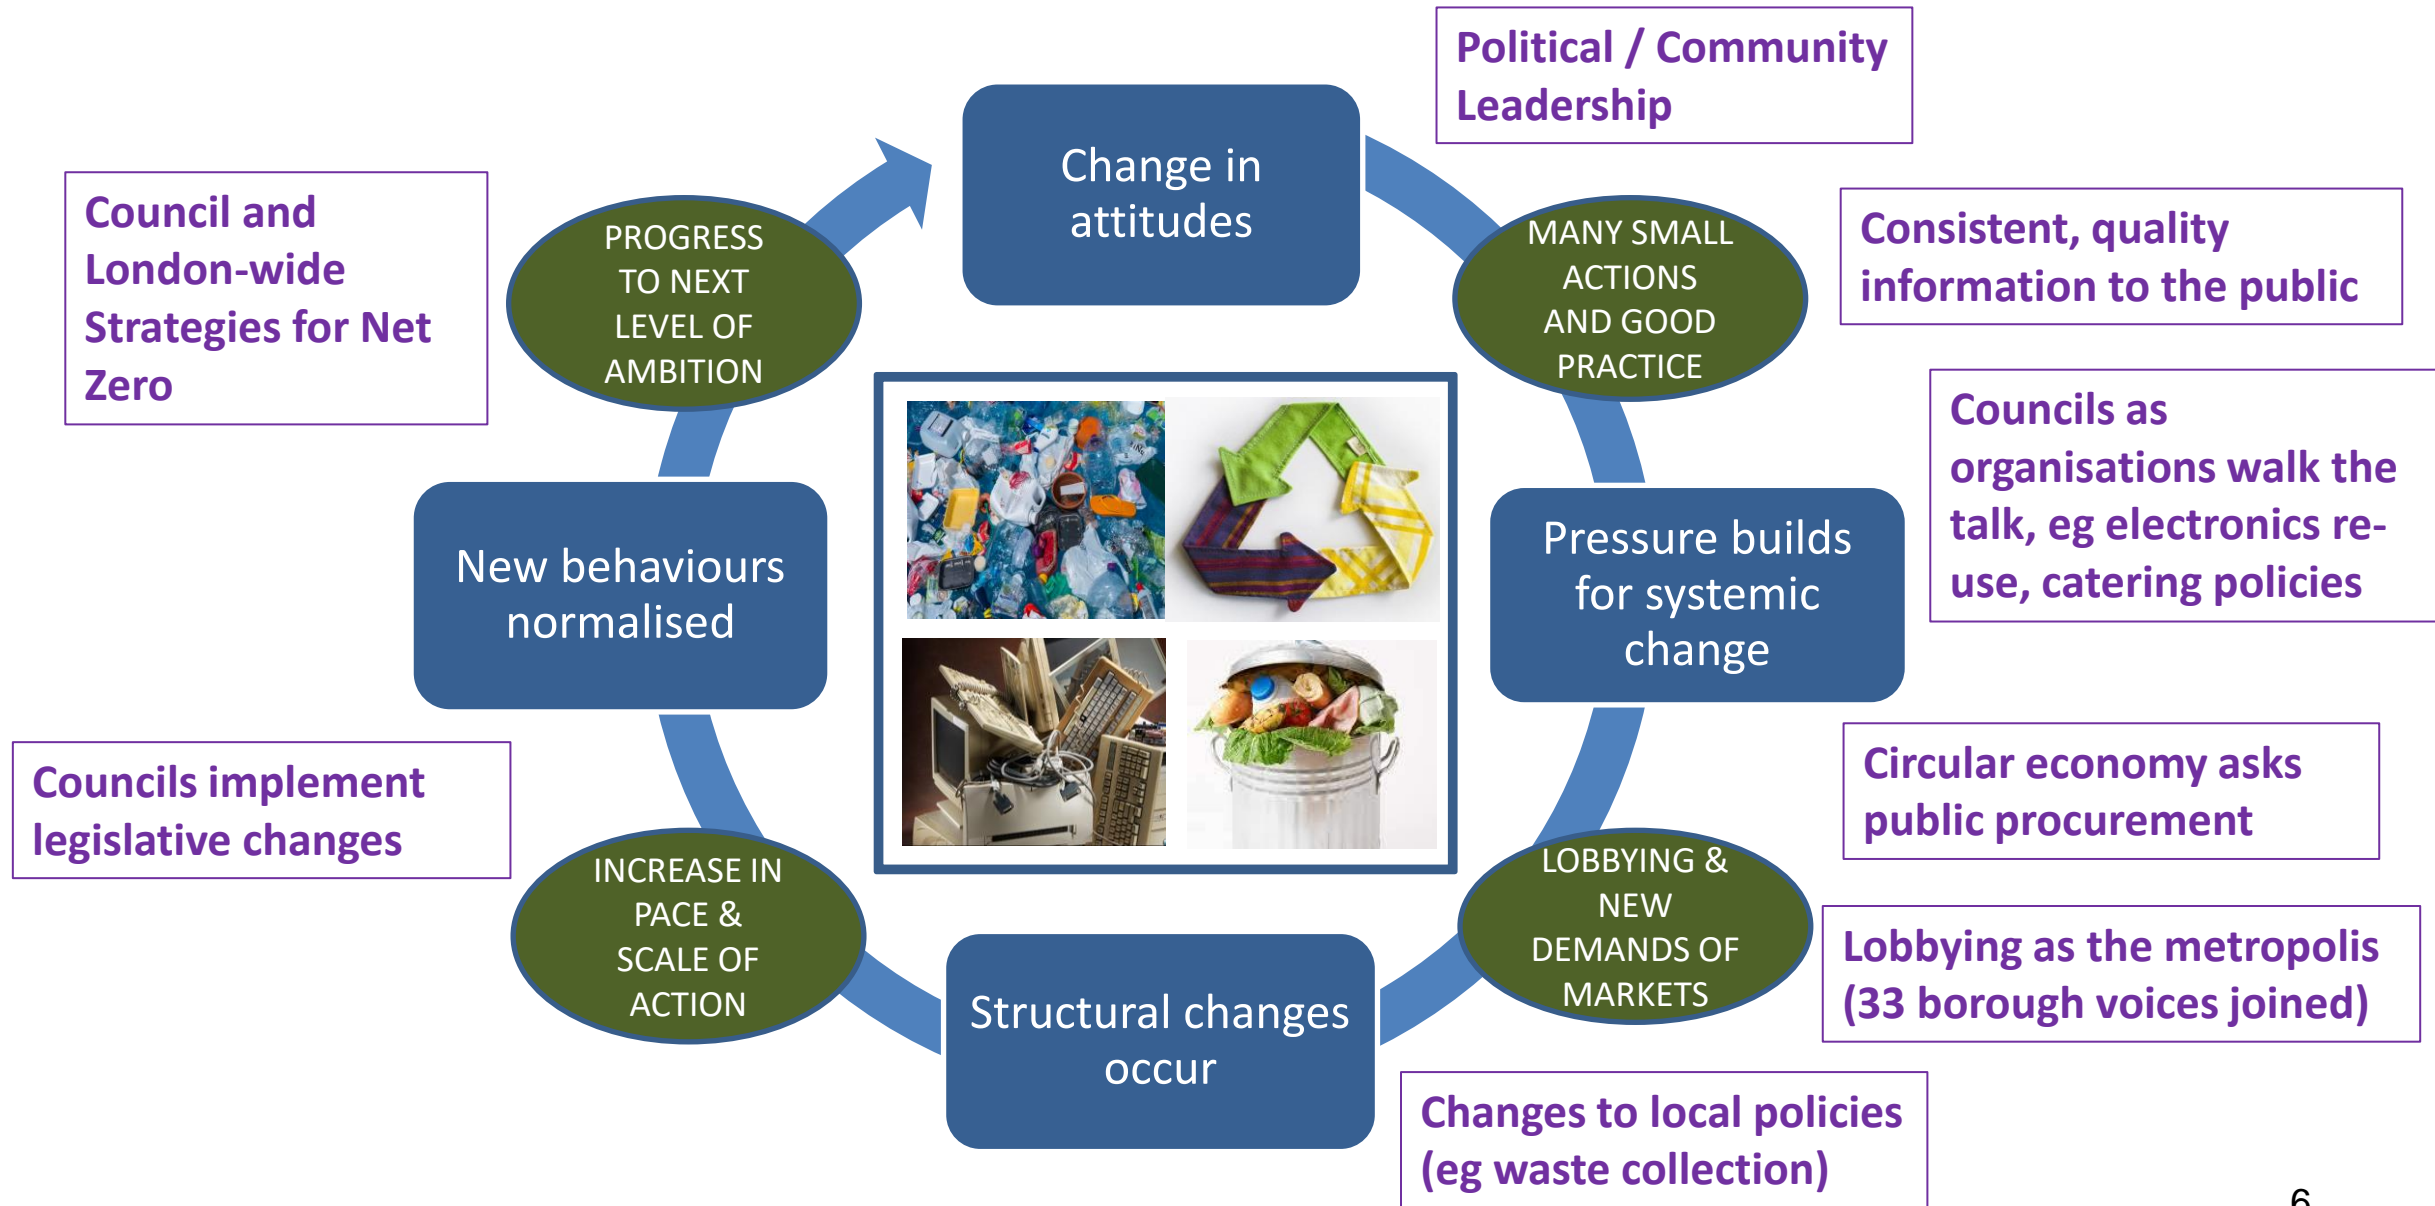 Political / Community
Leadership
Change in
attitudes
Council and
London-wide
Strategies for Net
Zero
PROGRESS
TO NEXT
LEVEL OF
AMBITION
MANY SMALL
ACTIONS
AND GOOD
PRACTICE
Consistent, quality
information to the public
Councils as
organisations walk the
talk, eg electronics re-
use, catering policies
New behaviours
normalised
Pressure builds
for systemic
change
Councils implement
legislative changes
Circular economy asks
public procurement
INCREASE IN
PACE &
SCALE OF
ACTION
LOBBYING &
NEW
DEMANDS OF
MARKETS
Lobbying as the metropolis
(33 borough voices joined)
Structural changes
occur
Changes to local policies
(eg waste collection)
6